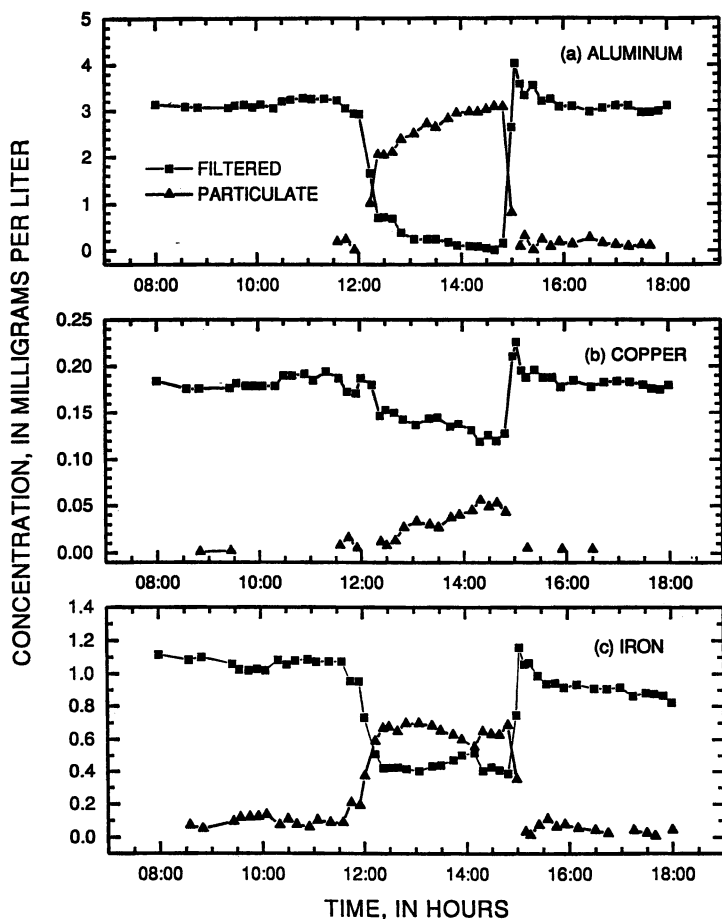 CONCENTRATION, IN MILLIGRAMS PER LITER
(a) ALUMINUM
5
4
3
2
1
0
FILTERED
PARTICULATE
08:00 10:00 12:00 14:00 16:00 18:00
(b) COPPER
0.25
0.20
0.15
0.10
0.05
0.00
08:00 10:00 12:00 14:00 16:00 18:00
(c) IRON
1.4
1.2
1.0
0.8
0.6
0.4
0.2
0.0
08:00 10:00 12:00 14:00 16:00 18:00
TIME, IN HOURS